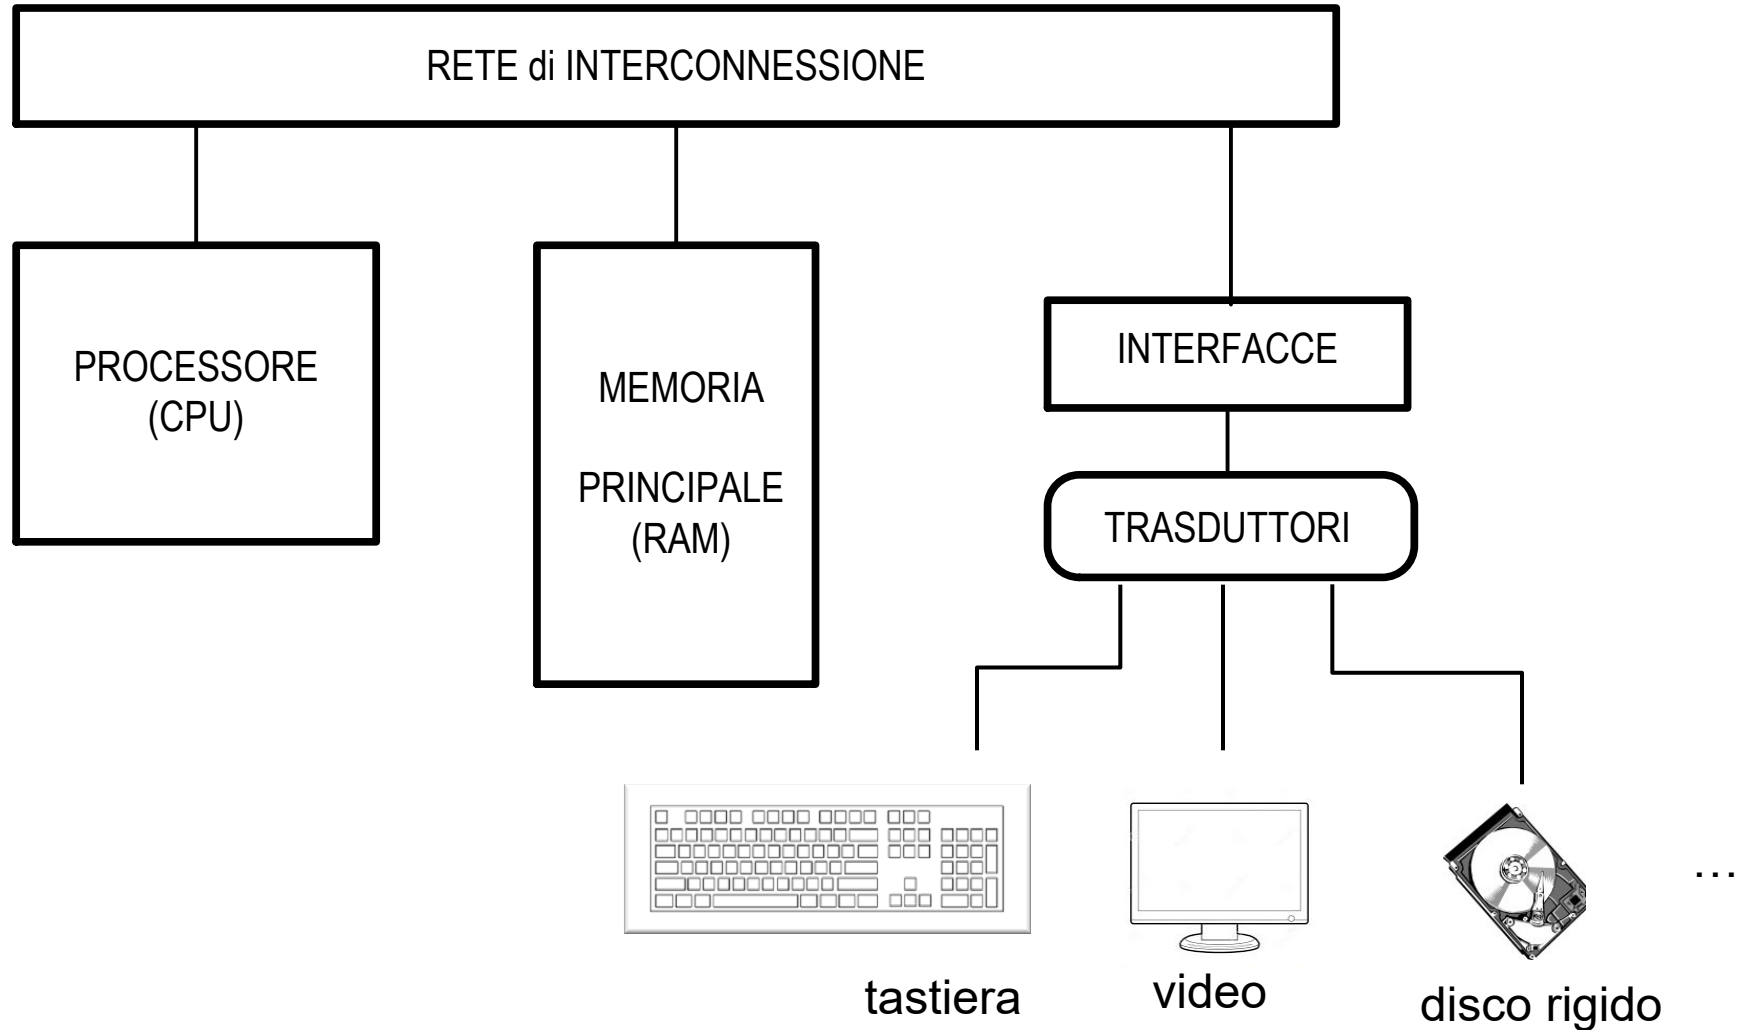 RETE di INTERCONNESSIONE
PROCESSORE
(CPU)
MEMORIA
PRINCIPALE
(RAM)
INTERFACCE
TRASDUTTORI
tastiera
video
disco rigido
...